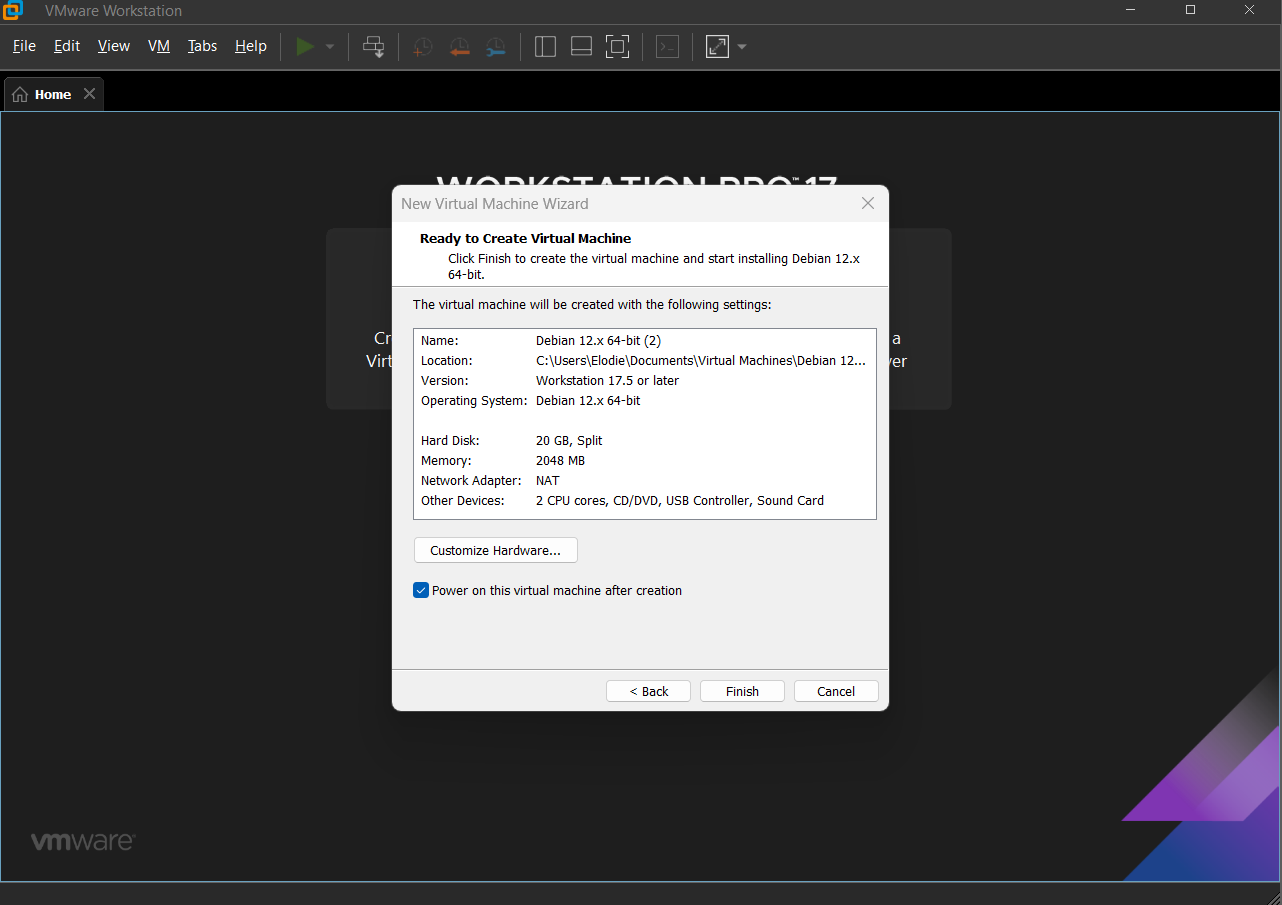 VMware Workstation
File Edit View VM Tabs Help
Home
WORKSTATION PRO™ 17
New Virtual Machine Wizard
Ready to Create Virtual Machine
Click Finish to create the virtual machine and start installing Debian 12.x
64-bit.
The virtual machine will be created with the following settings:
Name: Debian 12.x 64-bit (2)
Location: C:\Users\Elodie\Documents\Virtual Machines\Debian 12...
Version: Workstation 17.5 or later
Operating System: Debian 12.x 64-bit
Hard Disk: 20 GB, Split
Memory: 2048 MB
Network Adapter: NAT
Other Devices: 2 CPU cores, CD/DVD, USB Controller, Sound Card
Customize Hardware...
Power on this virtual machine after creation
< Back Finish Cancel
Cr a
Virt ver
vmware